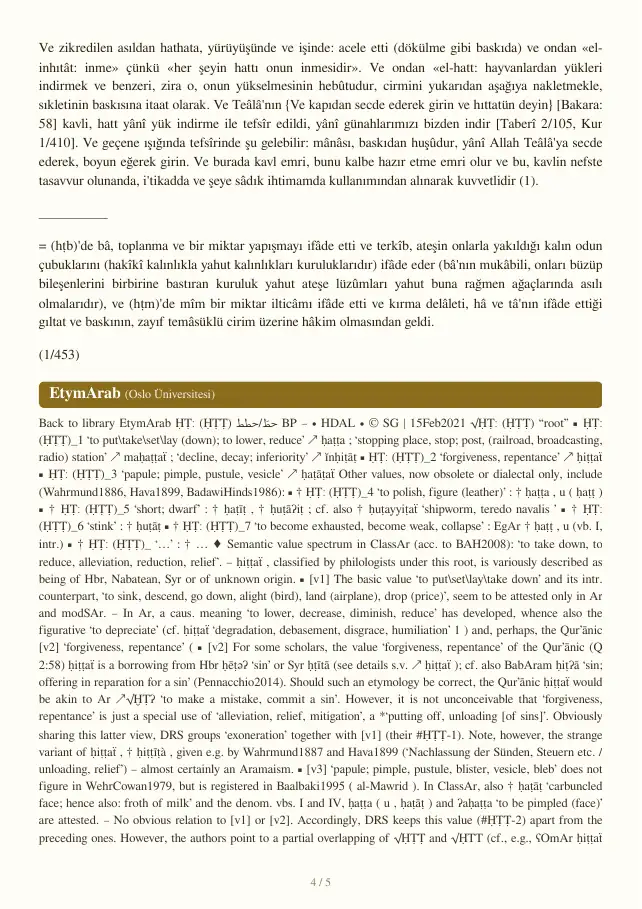 Ve zikredilen asıldan hathata, yürüyüşünde ve işinde: acele etti (dökülme gibi baskıda) ve ondan «el-
inhıtât: inme» çünkü «her şeyin hattı onun inmesidir». Ve ondan «el-hatt: hayvanlardan yükleri
indirmek ve benzeri, zira o, onun yükselmesinin hebûtudur, cirmini yukarıdan aşağıya nakletmekle,
sıkletinin baskısına itaat olarak. Ve Teâlâ'nın {Ve kapıdan secde ederek girin ve hıttatün deyin} [Bakara:
58] kavli, hatt yânî yük indirme ile tefsîr edildi, yânî günahlarımızı bizden indir [Taberî 2/105, Kur
1/410]. Ve geçene ışığında tefsîrinde şu gelebilir: mânâsı, baskıdan huşûdur, yânî Allah Teâlâ'ya secde
ederek, boyun eğerek girin. Ve burada kavl emri, bunu kalbe hazır etme emri olur ve bu, kavlin nefste
tasavvur olunanda, i'tikadda ve şeye sâdık ihtimamda kullanımından alınarak kuvvetlidir (1).
___________
= (ḥṭb)'de bâ, toplanma ve bir miktar yapışmayı ifâde etti ve terkîb, ateşin onlarla yakıldığı kalın odun
çubuklarını (hakîkî kalınlıkla yahut kalınlıkları kuruluklarıdır) ifâde eder (bâ'nın mukâbili, onları büzüp
bileşenlerini birbirine bastıran kuruluk yahut ateşe lüzûmları yahut buna rağmen ağaçlarında asılı
olmalarıdır), ve (ḥṭm)'de mîm bir miktar ilticâmı ifâde etti ve kırma delâleti, hâ ve tâ'nın ifâde ettiği
gıltat ve baskının, zayıf temâsüklü cirim üzerine hâkim olmasından geldi.
(1/453)
EtymArab (Oslo Üniversitesi)
Back to library EtymArab ḤṬ: (ḤṬṬ) حطّ/حطط BP – • HDAL • © SG | 15Feb2021 √ḤṬ: (ḤṬṬ) “root” ▪ ḤṬ:
(ḤṬṬ)_1 ‘to put\take\set\lay (down); to lower, reduce’ ↗ ḥaṭṭa ; ‘stopping place, stop; post, (railroad, broadcasting,
radio) station’ ↗ maḥaṭṭaẗ ; ‘decline, decay; inferiority’ ↗ ĭnḥiṭāṭ ▪ ḤṬ: (ḤṬṬ)_2 ‘forgiveness, repentance’ ↗ ḥiṭṭaẗ
▪ ḤṬ: (ḤṬṬ)_3 ‘papule; pimple, pustule, vesicle’ ↗ ḥaṭāṭaẗ Other values, now obsolete or dialectal only, include
(Wahrmund1886, Hava1899, BadawiHinds1986): ▪ † ḤṬ: (ḤṬṬ)_4 ‘to polish, figure (leather)’ : † ḥaṭṭa , u ( ḥaṭṭ )
▪ † ḤṬ: (ḤṬṬ)_5 ‘short; dwarf’ : † ḥaṭīṭ , † ḥuṭāʔiṭ ; cf. also † ḥuṭayyiṭaẗ ‘shipworm, teredo navalis ’ ▪ † ḤṬ:
(ḤṬṬ)_6 ‘stink’ : † ḥuṭāṭ ▪ † ḤṬ: (ḤṬṬ)_7 ‘to become exhausted, become weak, collapse’ : EgAr † ḥaṭṭ , u (vb. I,
intr.) ▪ † ḤṬ: (ḤṬṬ)_ ‘…’ : † … ♦ Semantic value spectrum in ClassAr (acc. to BAH2008): ‘to take down, to
reduce, alleviation, reduction, relief’. – ḥiṭṭaẗ , classified by philologists under this root, is variously described as
being of Hbr, Nabatean, Syr or of unknown origin. ▪ [v1] The basic value ‘to put\set\lay\take down’ and its intr.
counterpart, ‘to sink, descend, go down, alight (bird), land (airplane), drop (price)’, seem to be attested only in Ar
and modSAr. – In Ar, a caus. meaning ‘to lower, decrease, diminish, reduce’ has developed, whence also the
figurative ‘to depreciate’ (cf. ḥiṭṭaẗ ‘degradation, debasement, disgrace, humiliation’ 1 ) and, perhaps, the Qur’ānic
[v2] ‘forgiveness, repentance’ ( ▪ [v2] For some scholars, the value ‘forgiveness, repentance’ of the Qur’ānic (Q
2:58) ḥiṭṭaẗ is a borrowing from Hbr ḥēṭəʔ ‘sin’ or Syr ḥṭītā (see details s.v. ↗ ḥiṭṭaẗ ); cf. also BabAram ḥiṭʔā ‘sin;
offering in reparation for a sin’ (Pennacchio2014). Should such an etymology be correct, the Qur’ānic ḥiṭṭaẗ would
be akin to Ar ↗√ḪṬʔ ‘to make a mistake, commit a sin’. However, it is not unconceivable that ‘forgiveness,
repentance’ is just a special use of ‘alleviation, relief, mitigation’, a *‘putting off, unloading [of sins]’. Obviously
sharing this latter view, DRS groups ‘exoneration’ together with [v1] (their #ḤṬṬ-1). Note, however, the strange
variant of ḥiṭṭaẗ , † ḥiṭṭīṯà , given e.g. by Wahrmund1887 and Hava1899 (‘Nachlassung der Sünden, Steuern etc. /
unloading, relief’) – almost certainly an Aramaism. ▪ [v3] ‘papule; pimple, pustule, blister, vesicle, bleb’ does not
figure in WehrCowan1979, but is registered in Baalbaki1995 ( al-Mawrid ). In ClassAr, also † ḥaṭāṭ ‘carbuncled
face; hence also: froth of milk’ and the denom. vbs. I and IV, ḥaṭṭa ( u , ḥaṭāṭ ) and ʔaḥaṭṭa ‘to be pimpled (face)’
are attested. – No obvious relation to [v1] or [v2]. Accordingly, DRS keeps this value (#ḤṬṬ-2) apart from the
preceding ones. However, the authors point to a partial overlapping of √ḤṬṬ and √ḤTT (cf., e.g., ʕOmAr ḥiṭṭaẗ
4 / 5